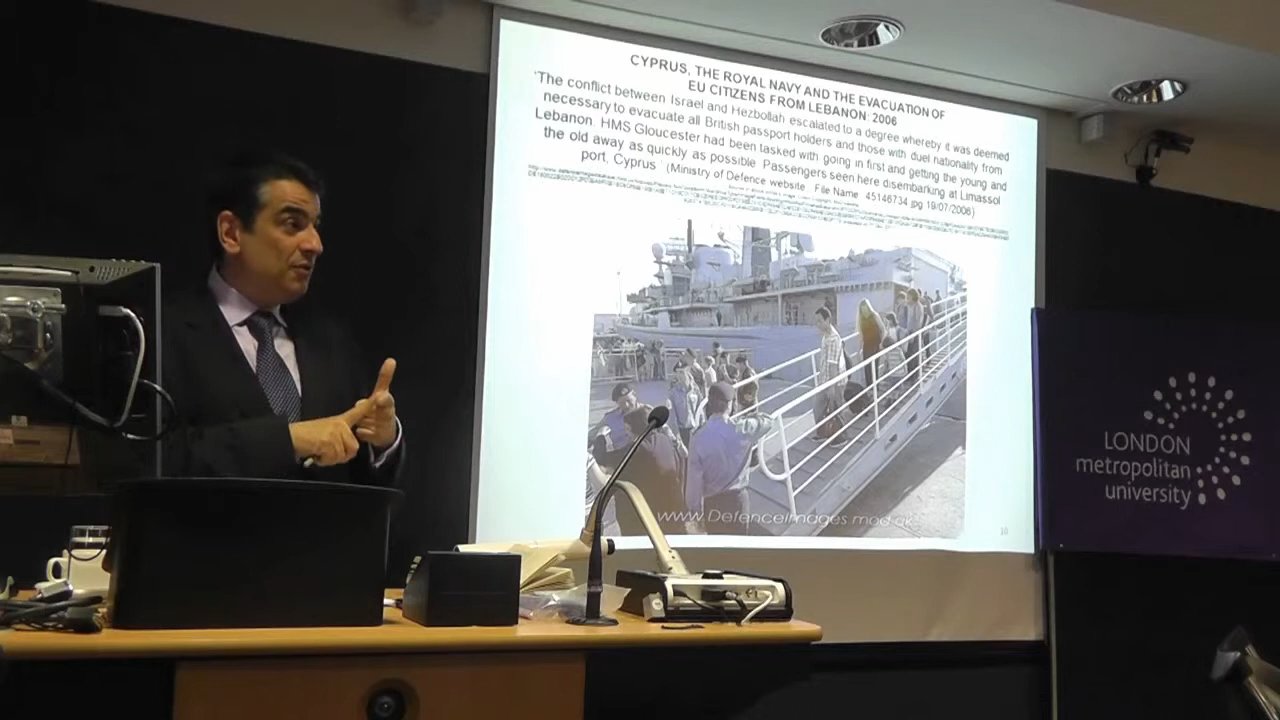 CYPRUS, THE ROYAL NAVY AND THE EVACUATION OF
EU CITIZENS FROM LEBANON: 2006
'The conflict between Israel and Hezbollah escalated to a degree whereby it was deemed
necessary to evacuate all British passport holders and those with duel nationality from
Lebanon. HMS Gloucester had been tasked with going in first and getting the young and
the old away as quickly as possible. Passengers seen here disembarking at Limassol
port, Cyprus.' (Ministry of Defence website. File Name 45146734.jpg 19/07/2006)
www.DefenceImages.mod.uk
10
LONDON
metropolitan
university